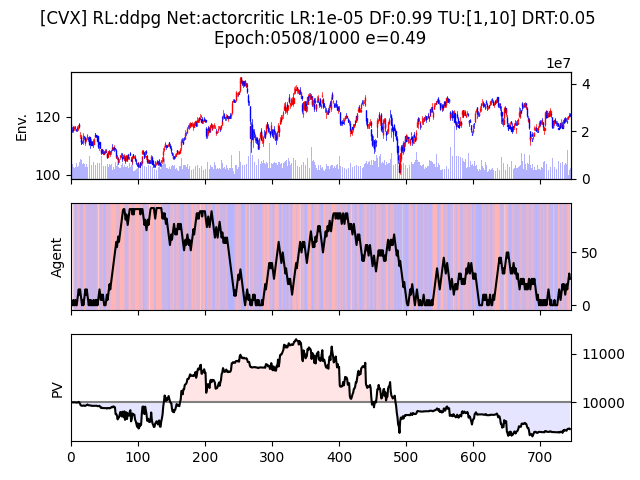 [CVX] RL:ddpg Net:actorcritic LR:1e-05 DF:0.99 TU:[1,10] DRT:0.05
Epoch:0508/1000 e=0.49
1e7
Env.
120
100
4
2
0
Agent
50
0
PV
11000
10000
0 100 200 300 400 500 600 700